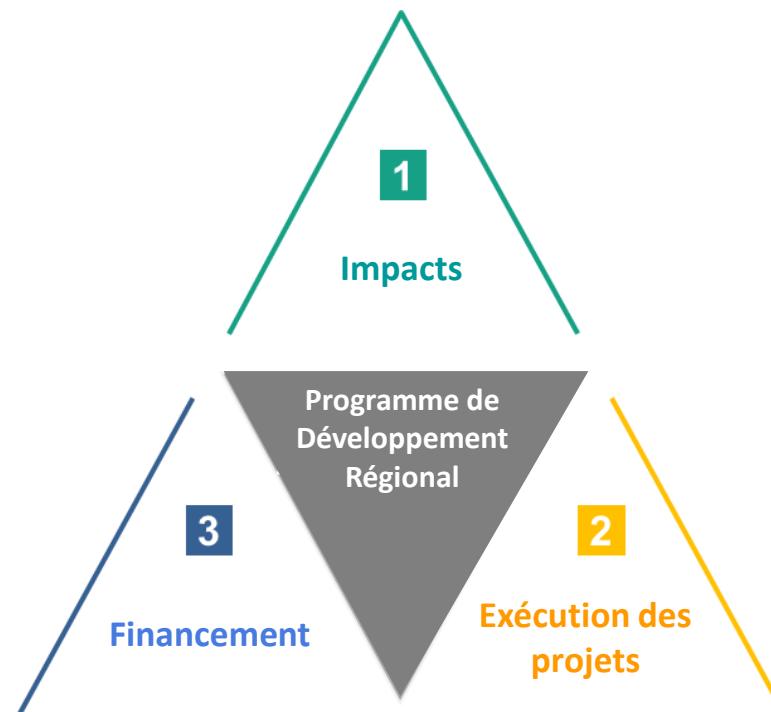 1
Impacts
Programme de
Développement
Régional
3
Financement
2
Exécution des
projets